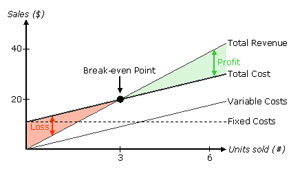 Sales ($)
40
20
Total Revenue
Profit
Break-even Point
Total Cost
Variable Costs
Loss
Fixed Costs
Units sold (#)
3
6